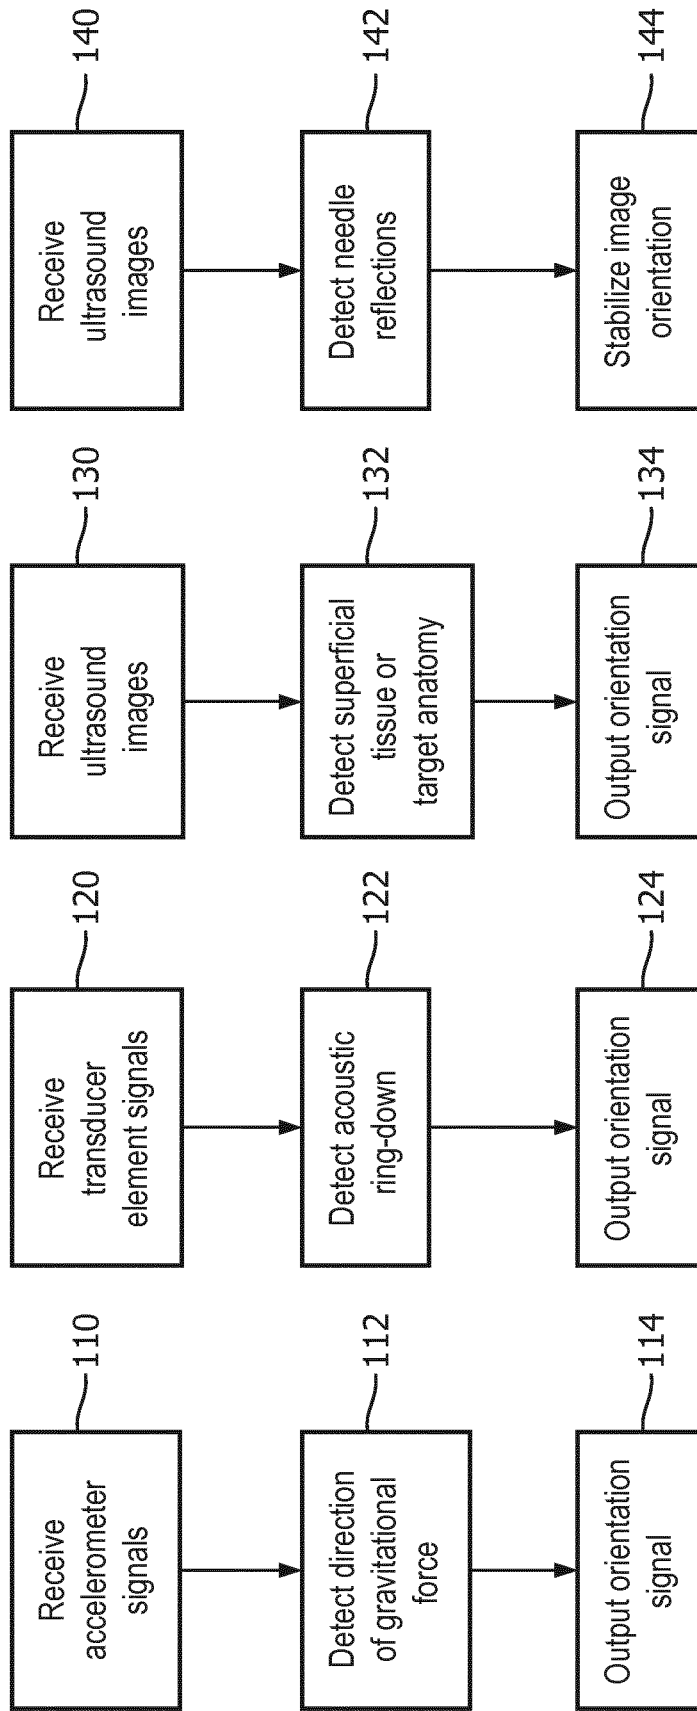 Receive
accelerometer
signals
110
Detect direction
of gravitational
force
112
Output orientation
signal
114
Receive
transducer
element signals
120
Detect acoustic
ring-down
122
Output orientation
signal
124
Receive
ultrasound
images
130
Detect superficial
tissue or
target anatomy
132
Output orientation
signal
134
Receive
ultrasound
images
140
Detect needle
reflections
142
Stabilize image
orientation
144